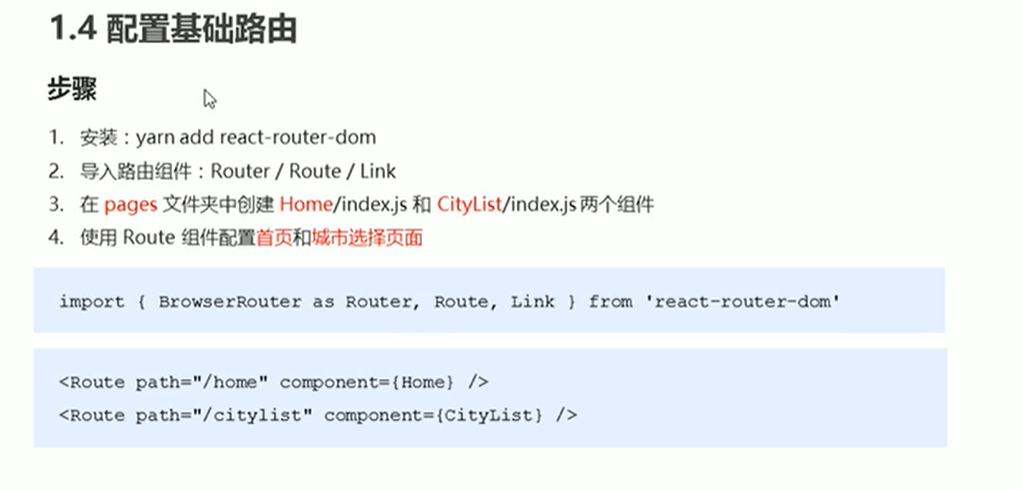 1.4 配置基础路由
步骤
1. 安装：yarn add react-router-dom
2. 导入路由组件：Router / Route / Link
3. 在 pages 文件夹中创建 Home/index.js 和 CityList/index.js 两个组件
4. 使用 Route 组件配置首页和城市选择页面
import { BrowserRouter as Router, Route, Link } from 'react-router-dom'
<Route path="/home" component={Home} />
<Route path="/citylist" component={CityList} />